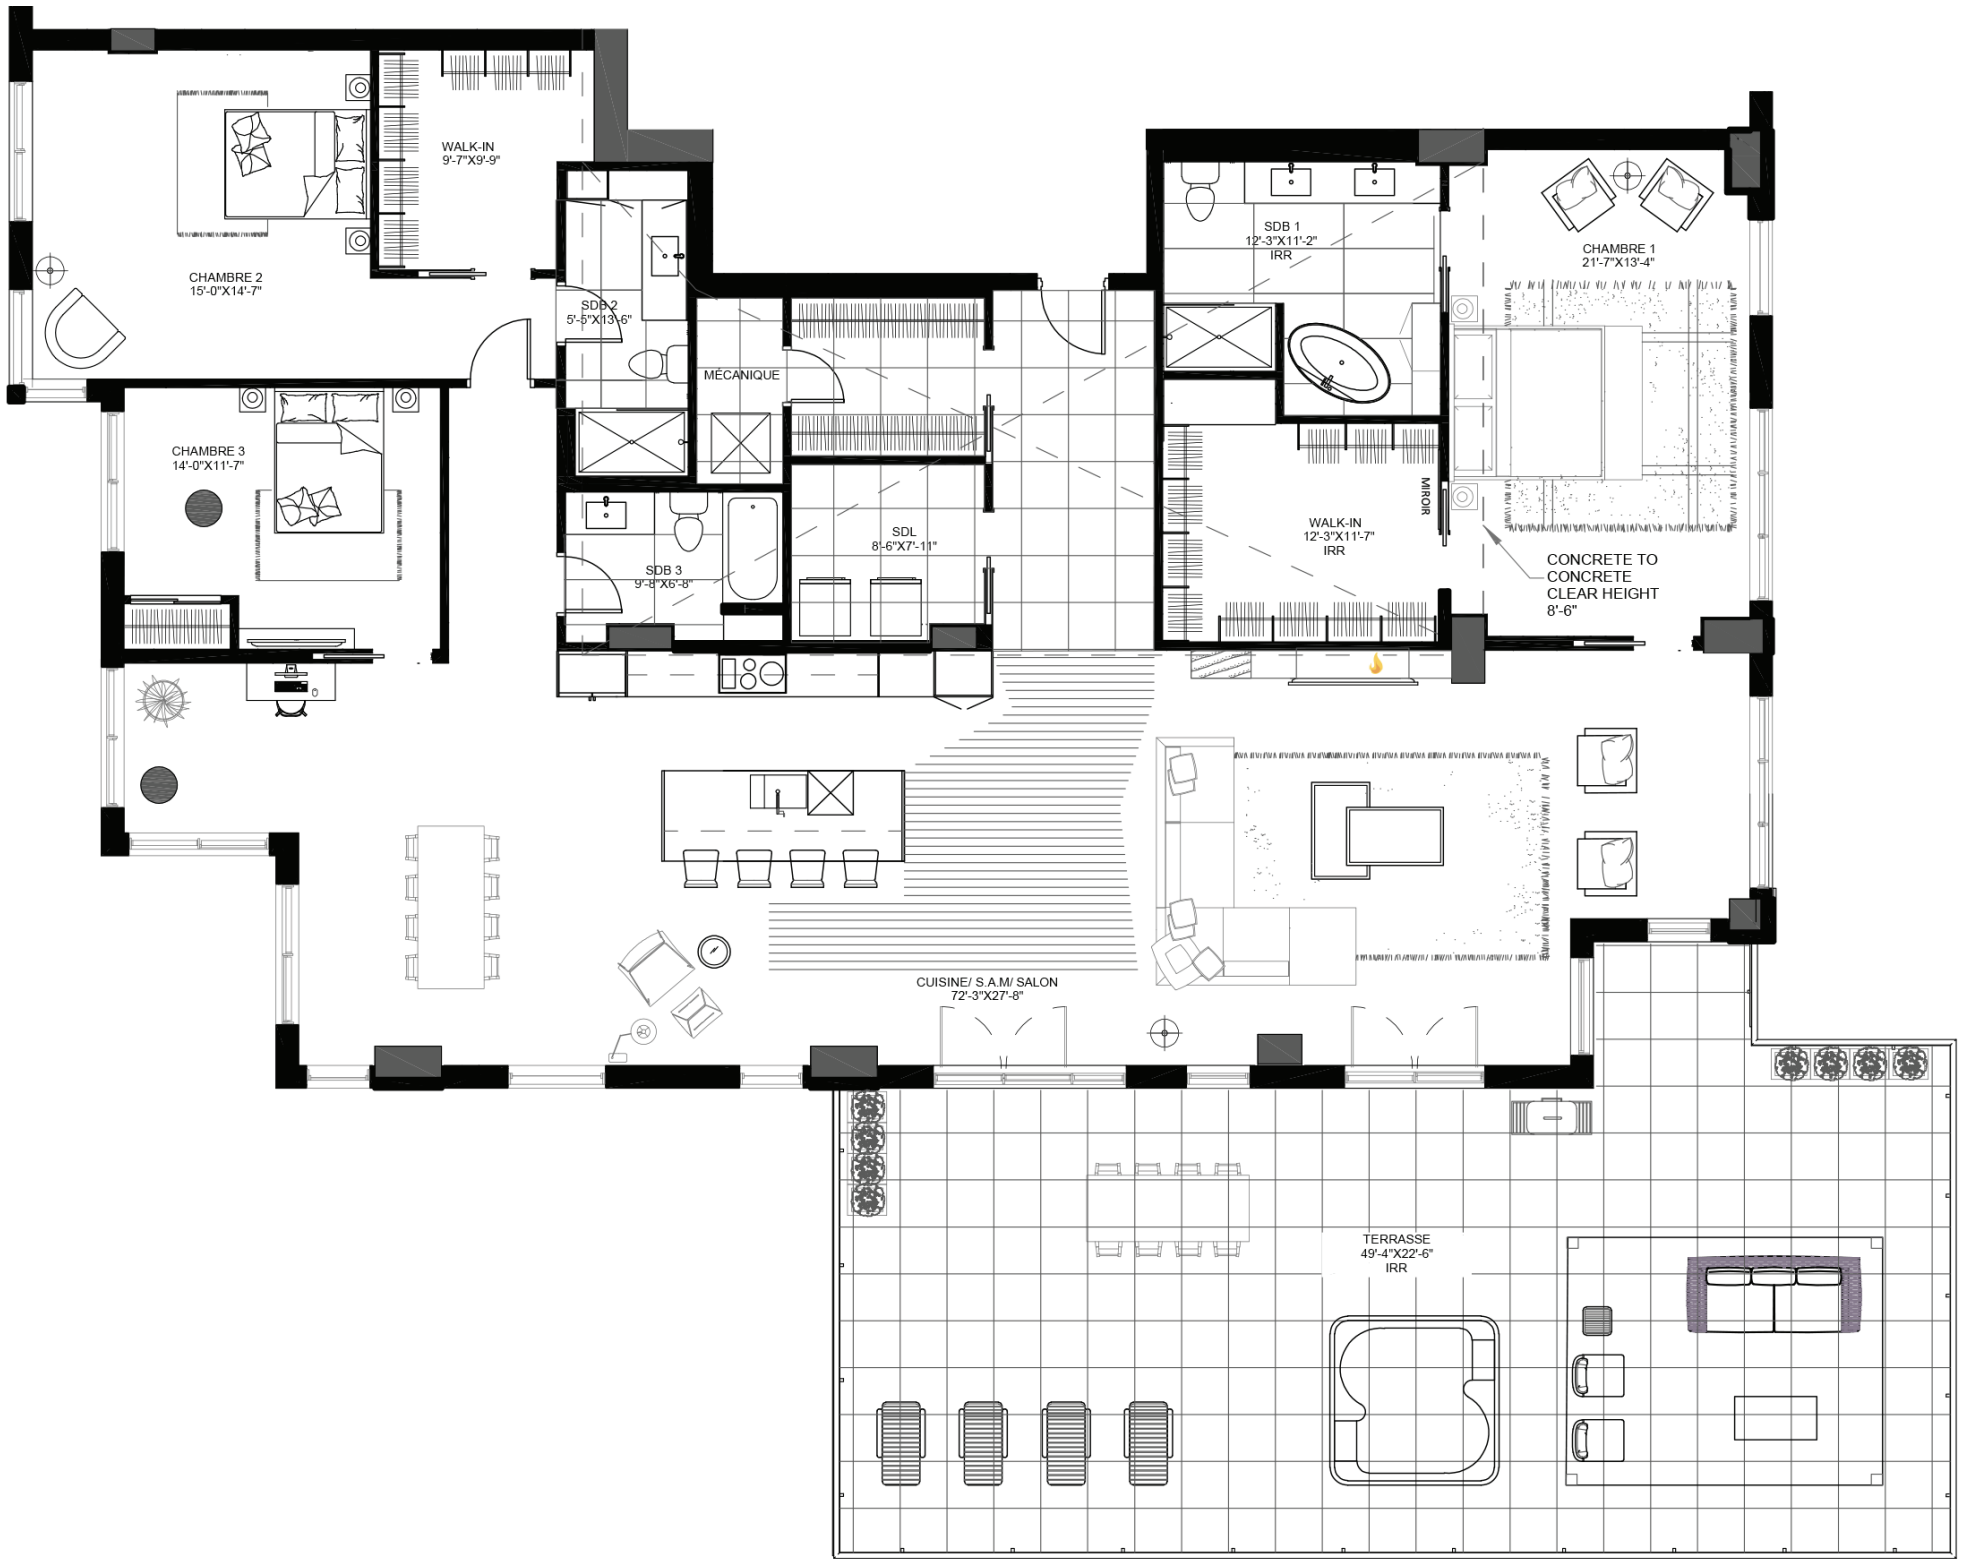 WALK-IN
9'-7"X9'-9"
CHAMBRE 2
15'-0"X14'-7"
SDB 2
5'-5"X13'-6"
SDB 1
12'-3"X11'-2"
IRR
CHAMBRE 1
21'-7"X13'-4"
MÉCANIQUE
CHAMBRE 3
14'-0"X11'-7"
SDL
8'-6"X7'-11"
SDB 3
9'-8"X6'-8"
WALK-IN
12'-3"X11'-7"
IRR
MIROIR
CONCRETE TO
CONCRETE
CLEAR HEIGHT
8'-6"
CUISINE/ S.A.M/ SALON
72'-3"X27'-8"
TERRASSE
49'-4"X22'-6"
IRR